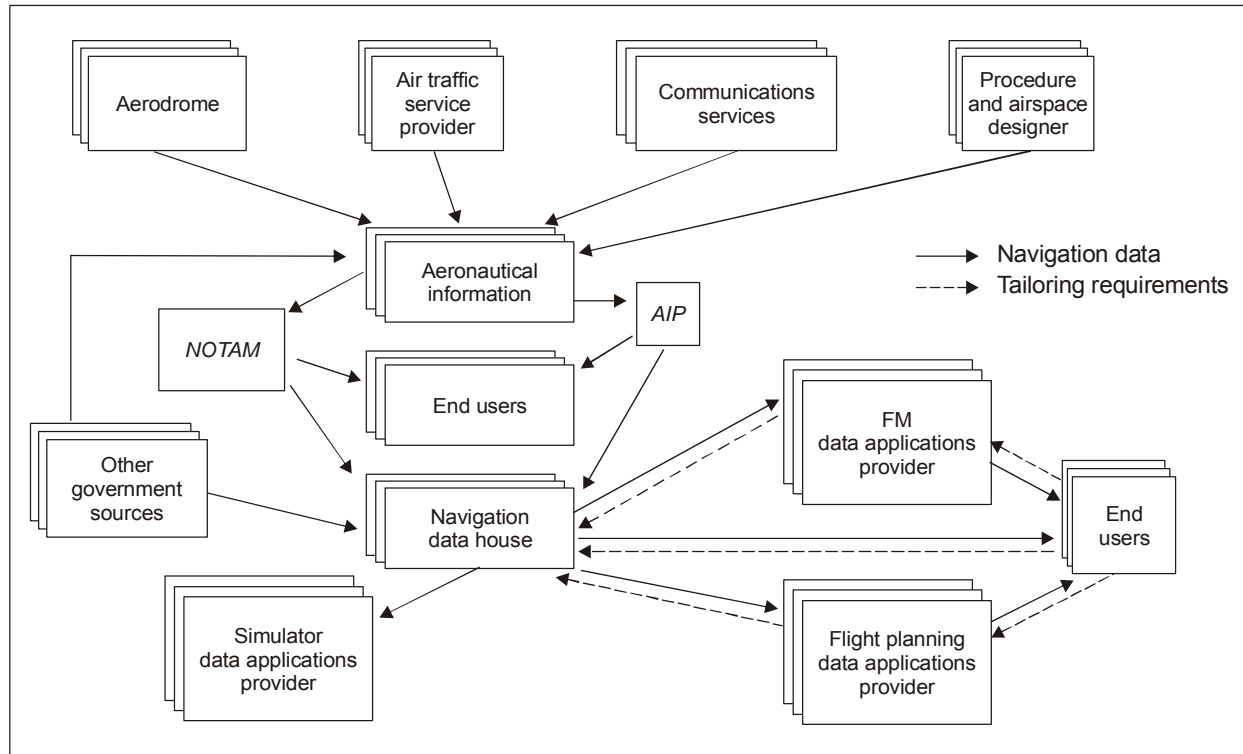 Aerodrome
Air traffic
service
provider
Communications
services
Procedure
and airspace
designer
Navigation data
Tailoring requirements
Aeronautical
information
AIP
NOTAM
End users
FM
data applications
provider
Other
government
sources
Navigation
data house
End
users
Simulator
data applications
provider
Flight planning
data applications
provider